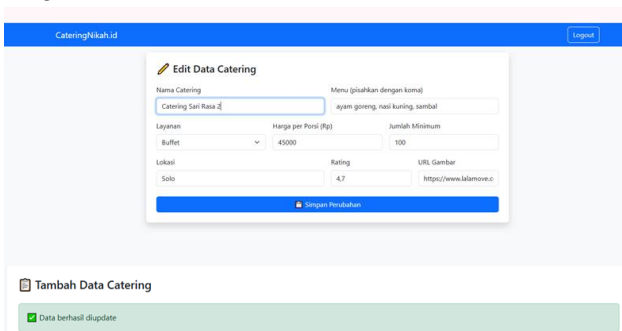 CateringNikah.id Logout
Edit Data Catering
Nama Catering Menu (pisahkan dengan koma)
Catering Sari Rasa 2 ayam goreng, nasi kuning, sambal
Layanan Harga per Porsi (Rp) Jumlah Minimum
Buffet 45000 100
Lokasi Rating URL Gambar
Solo 4,7 https://www.lalamove.c
Simpan Perubahan
Tambah Data Catering
Data berhasil diupdate